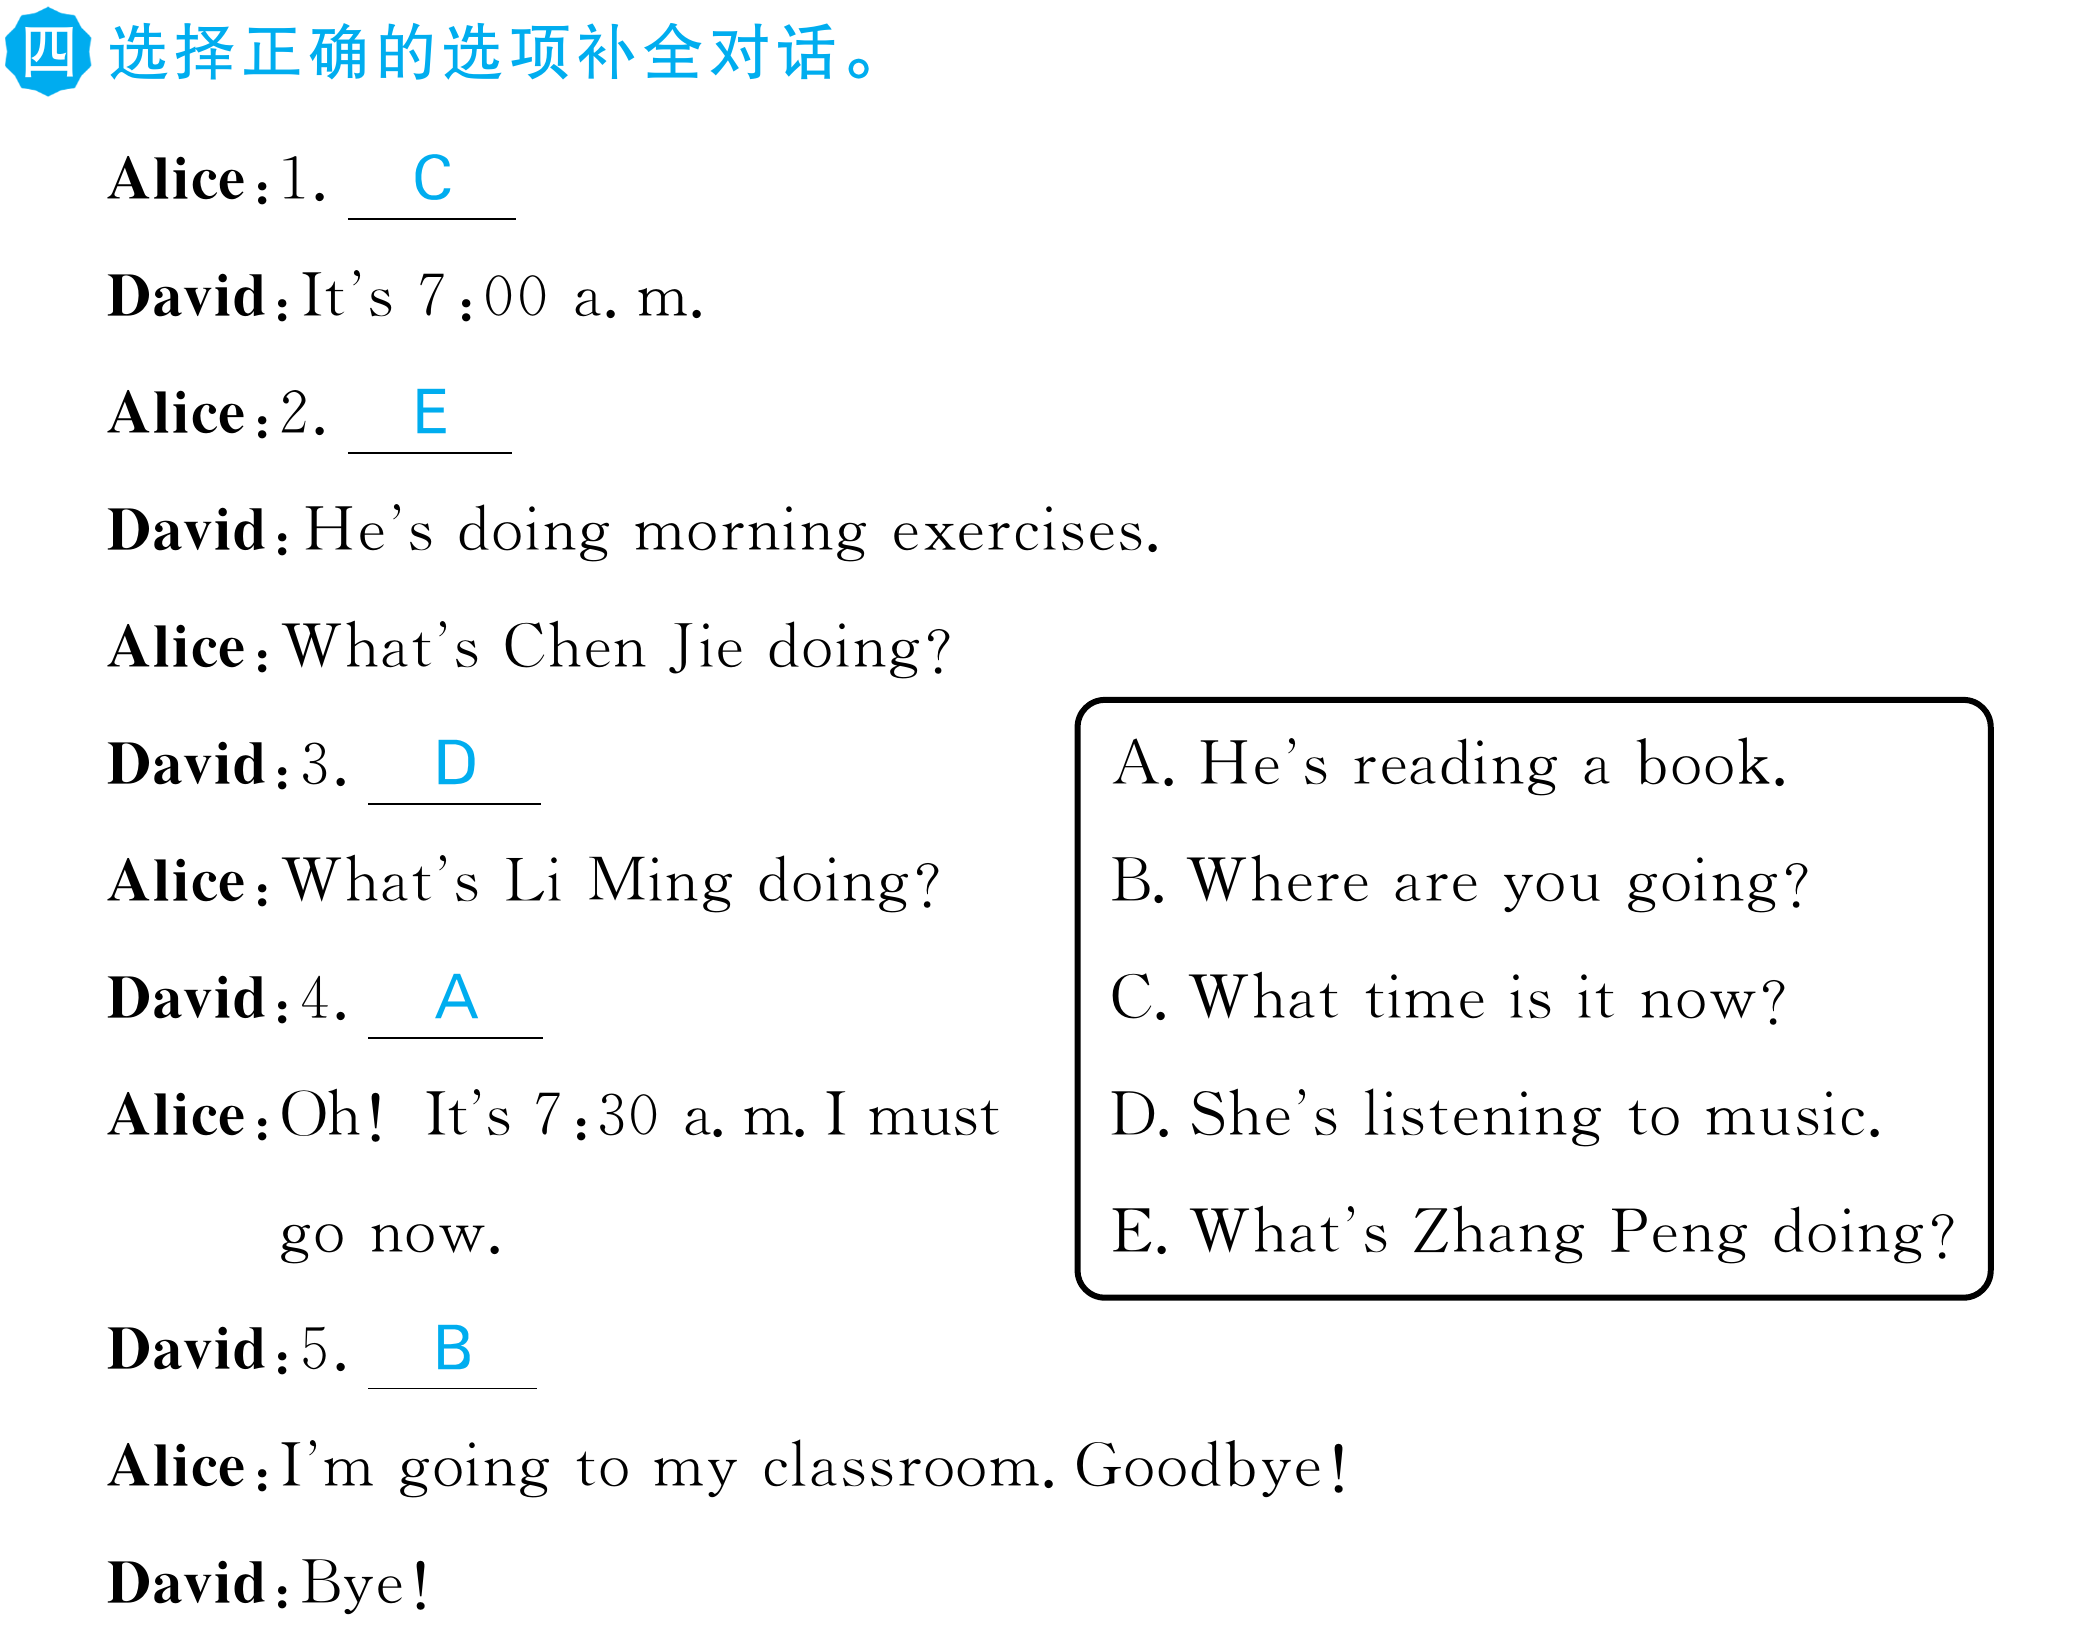 四 选择正确的选项补全对话。
Alice:1. C
David:It's 7:00 a. m.
Alice:2. E
David:He's doing morning exercises.
Alice:What's Chen Jie doing?
David:3. D
Alice:What's Li Ming doing?
David:4. A
Alice:Oh! It's 7:30 a. m. I must
go now.
David:5. B
Alice:I'm going to my classroom. Goodbye!
David:Bye!
A. He's reading a book.
B. Where are you going?
C. What time is it now?
D. She's listening to music.
E. What's Zhang Peng doing?